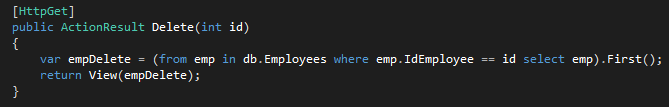 [HttpGet]
public ActionResult Delete(int id)
{
var empDelete = (from emp in db.Employees where emp.IdEmployee == id select emp).First();
return View(empDelete);
}